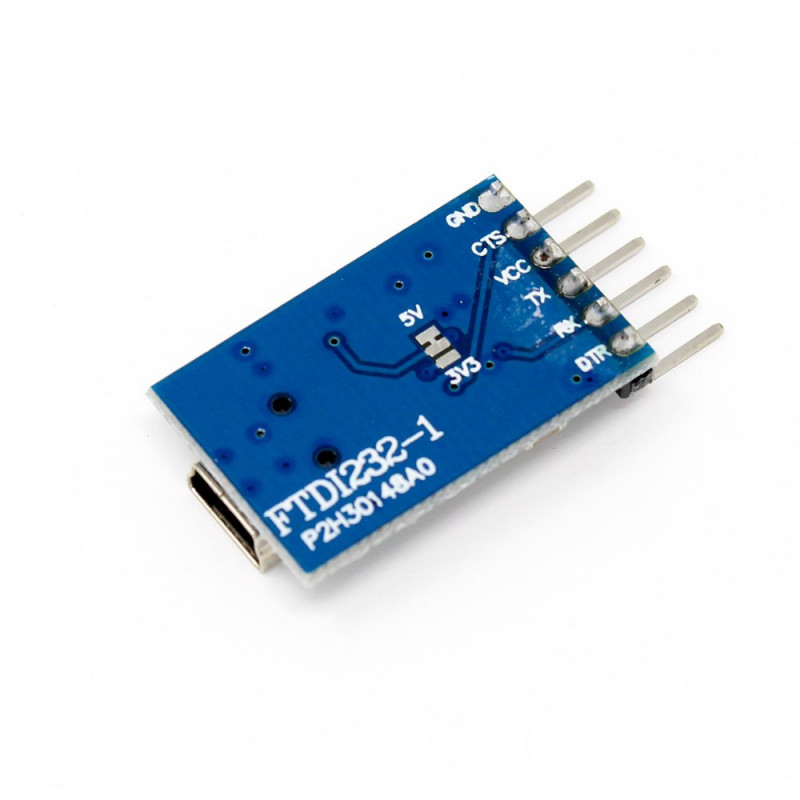 GND
CTS
VCC
TX
RX
DTR
5V
3V3
FTDI232-1
P2H30148A0